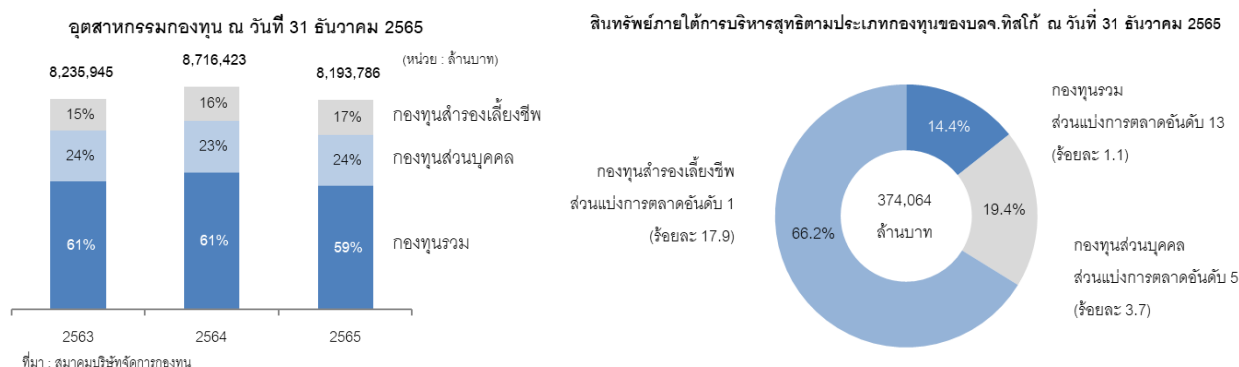 อุตสาหกรรมกองทุน ณ วันที่ 31 ธันวาคม 2565
(หน่วย : ล้านบาท)
8,235,945
8,716,423
8,193,786
15%
16%
17%
กองทุนสำรองเลี้ยงชีพ
24%
23%
24%
กองทุนส่วนบุคคล
61%
61%
59%
กองทุนรวม
2563
2564
2565
ที่มา : สมาคมบริษัทจัดการกองทุน
สินทรัพย์ภายใต้การบริหารสุทธิตามประเภทกองทุนของบลจ.ทิสโก้ ณ วันที่ 31 ธันวาคม 2565
กองทุนรวม
ส่วนแบ่งการตลาดอันดับ 13
(ร้อยละ 1.1)
14.4%
กองทุนสำรองเลี้ยงชีพ
ส่วนแบ่งการตลาดอันดับ 1
(ร้อยละ 17.9)
66.2%
374,064
ล้านบาท
19.4%
กองทุนส่วนบุคคล
ส่วนแบ่งการตลาดอันดับ 5
(ร้อยละ 3.7)